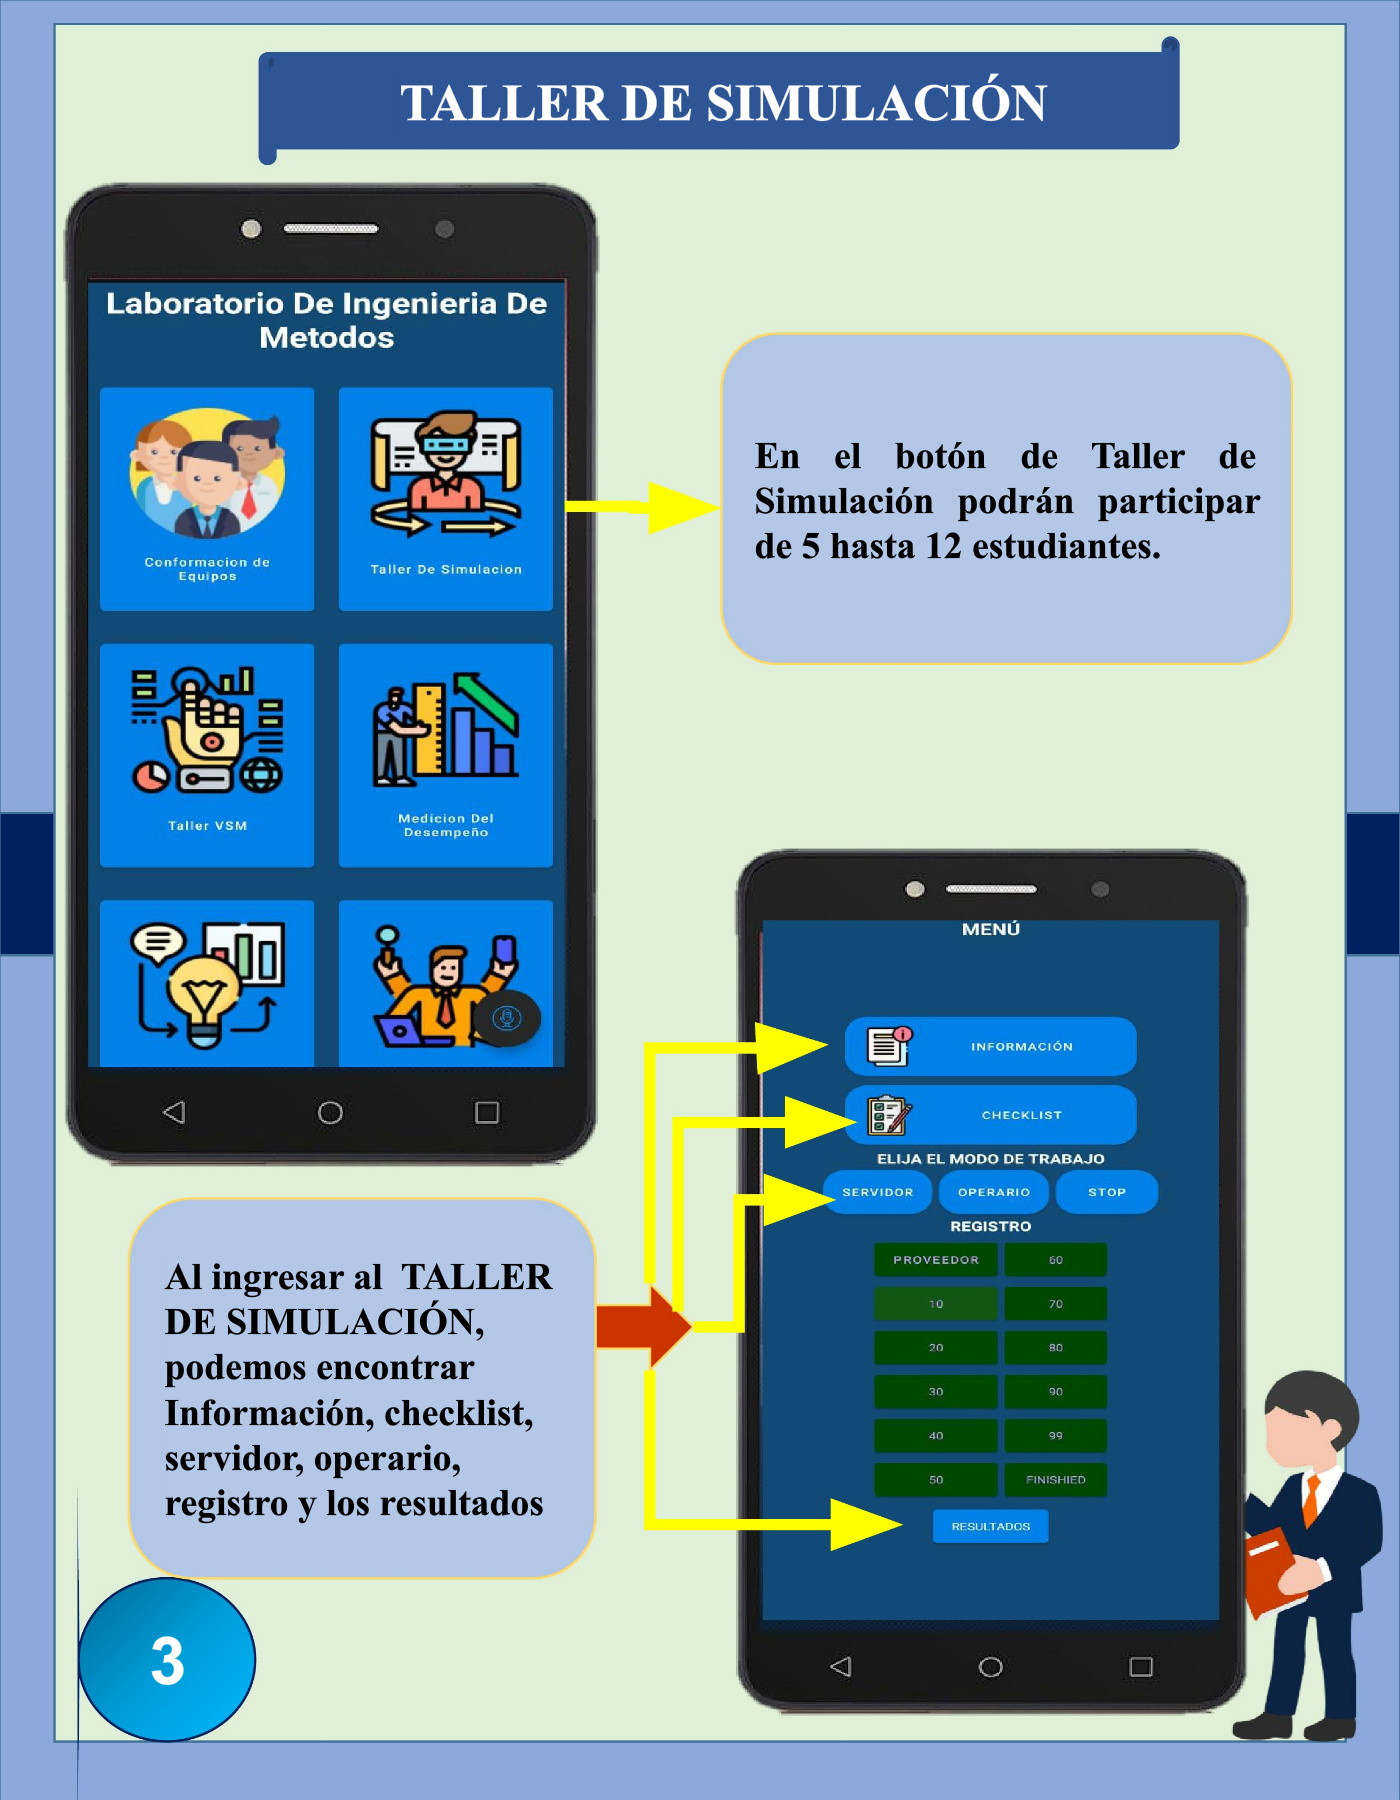 TALLER DE SIMULACIÓN
Laboratorio De Ingenieria De
Metodos
Conformacion de
Equipos
Taller De Simulacion
Taller VSM
Medicion Del
Desempeño
En el botón de Taller de
Simulación podrán participar
de 5 hasta 12 estudiantes.
MENÚ
INFORMACIÓN
CHECKLIST
ELIJA EL MODO DE TRABAJO
SERVIDOR OPERARIO STOP
REGISTRO
PROVEEDOR 60
10 70
20 80
30 90
40 99
50 FINISHIED
RESULTADOS
Al ingresar al TALLER
DE SIMULACIÓN,
podemos encontrar
Información, checklist,
servidor, operario,
registro y los resultados
3